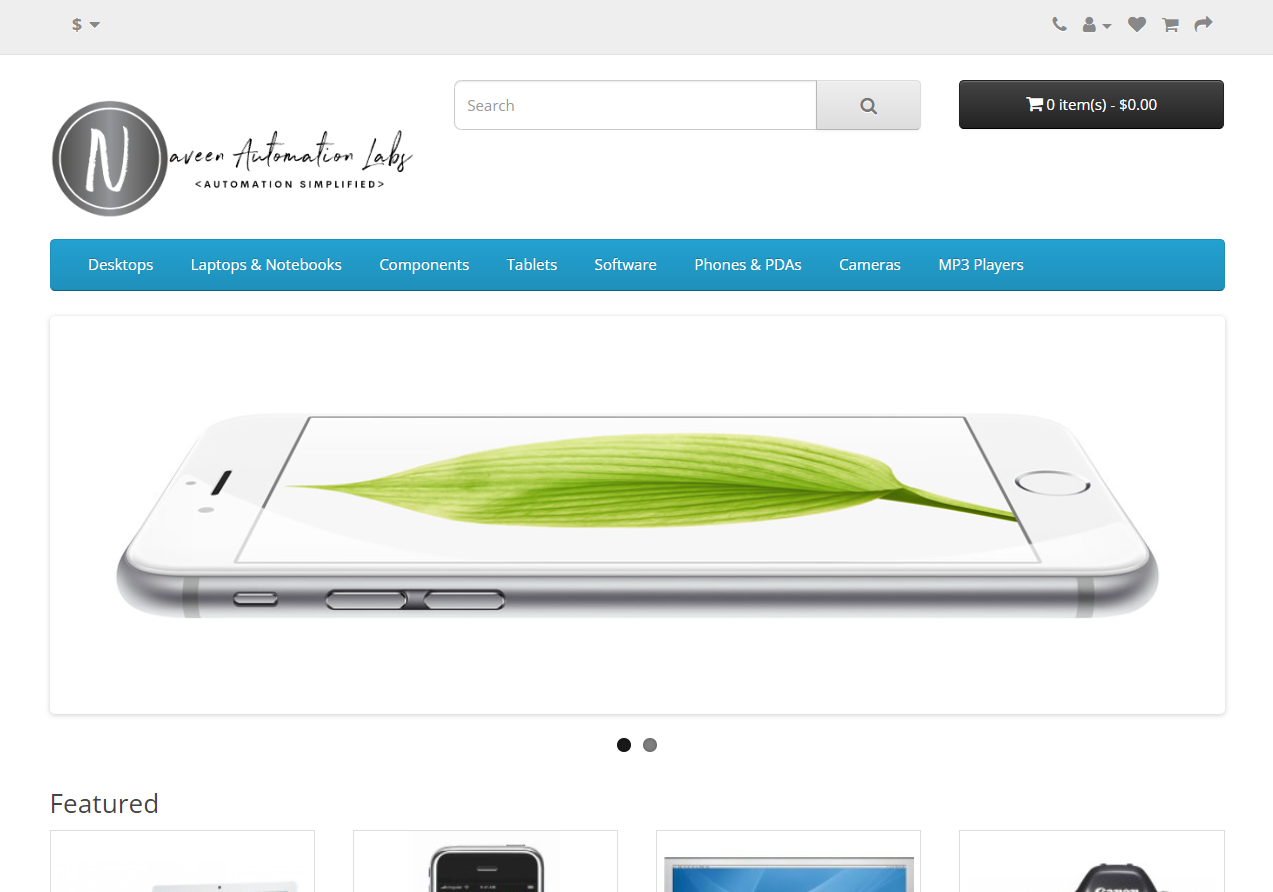 $
Search
0 item(s) - $0.00
N
aveen Automation Labs
<AUTOMATION SIMPLIFIED>
Desktops Laptops & Notebooks Components Tablets Software Phones & PDAs Cameras MP3 Players
Featured
Canon